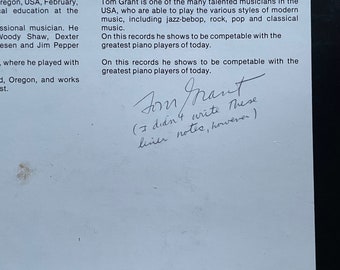 regon, USA, February,
cal education at the
ssional musician. He
Woody Shaw, Dexter
esen and Jim Pepper
, where he played with
d, Oregon, and works
st.
Tom Grant is one of the many talented musicians in the
USA, who are able to play the various styles of modern
music, including jazz-bebop, rock, pop and classical
music.
On this records he shows to be competable with the
greatest piano players of today.
On this records he shows to be competable with the
greatest piano players of today.
Tom Grant
(I didn't write these
liner notes, however)